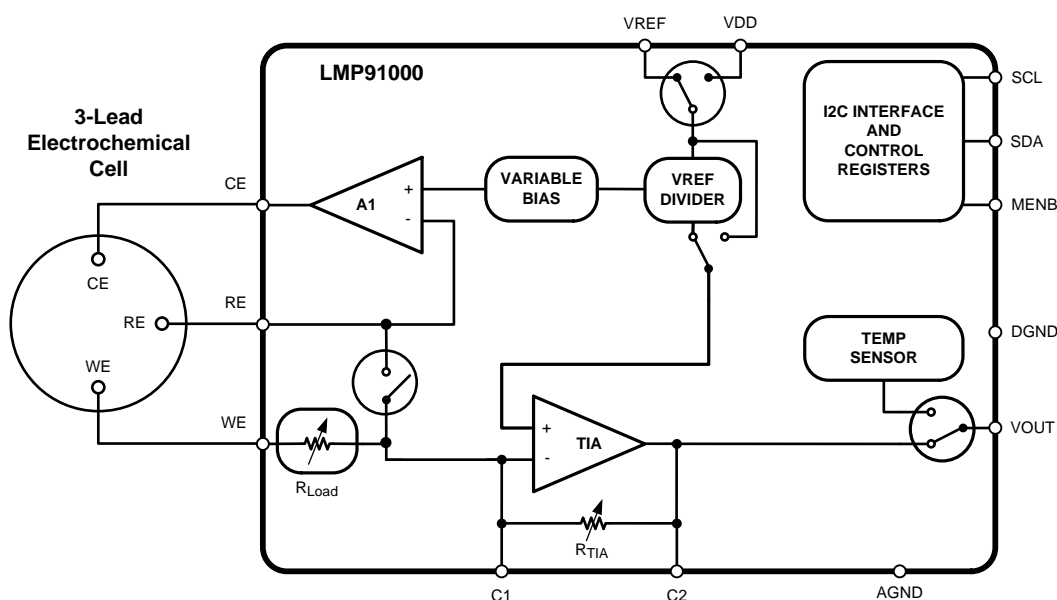 VREF
VDD
LMP91000
SCL
3-Lead
Electrochemical
Cell
I2C INTERFACE
AND
CONTROL
REGISTERS
SDA
CE
A1
+
-
VARIABLE
BIAS
VREF
DIVIDER
MENB
CE
RE
RE
DGND
TEMP
SENSOR
WE
WE
RLoad
+
-
TIA
VOUT
RTIA
C1
C2
AGND